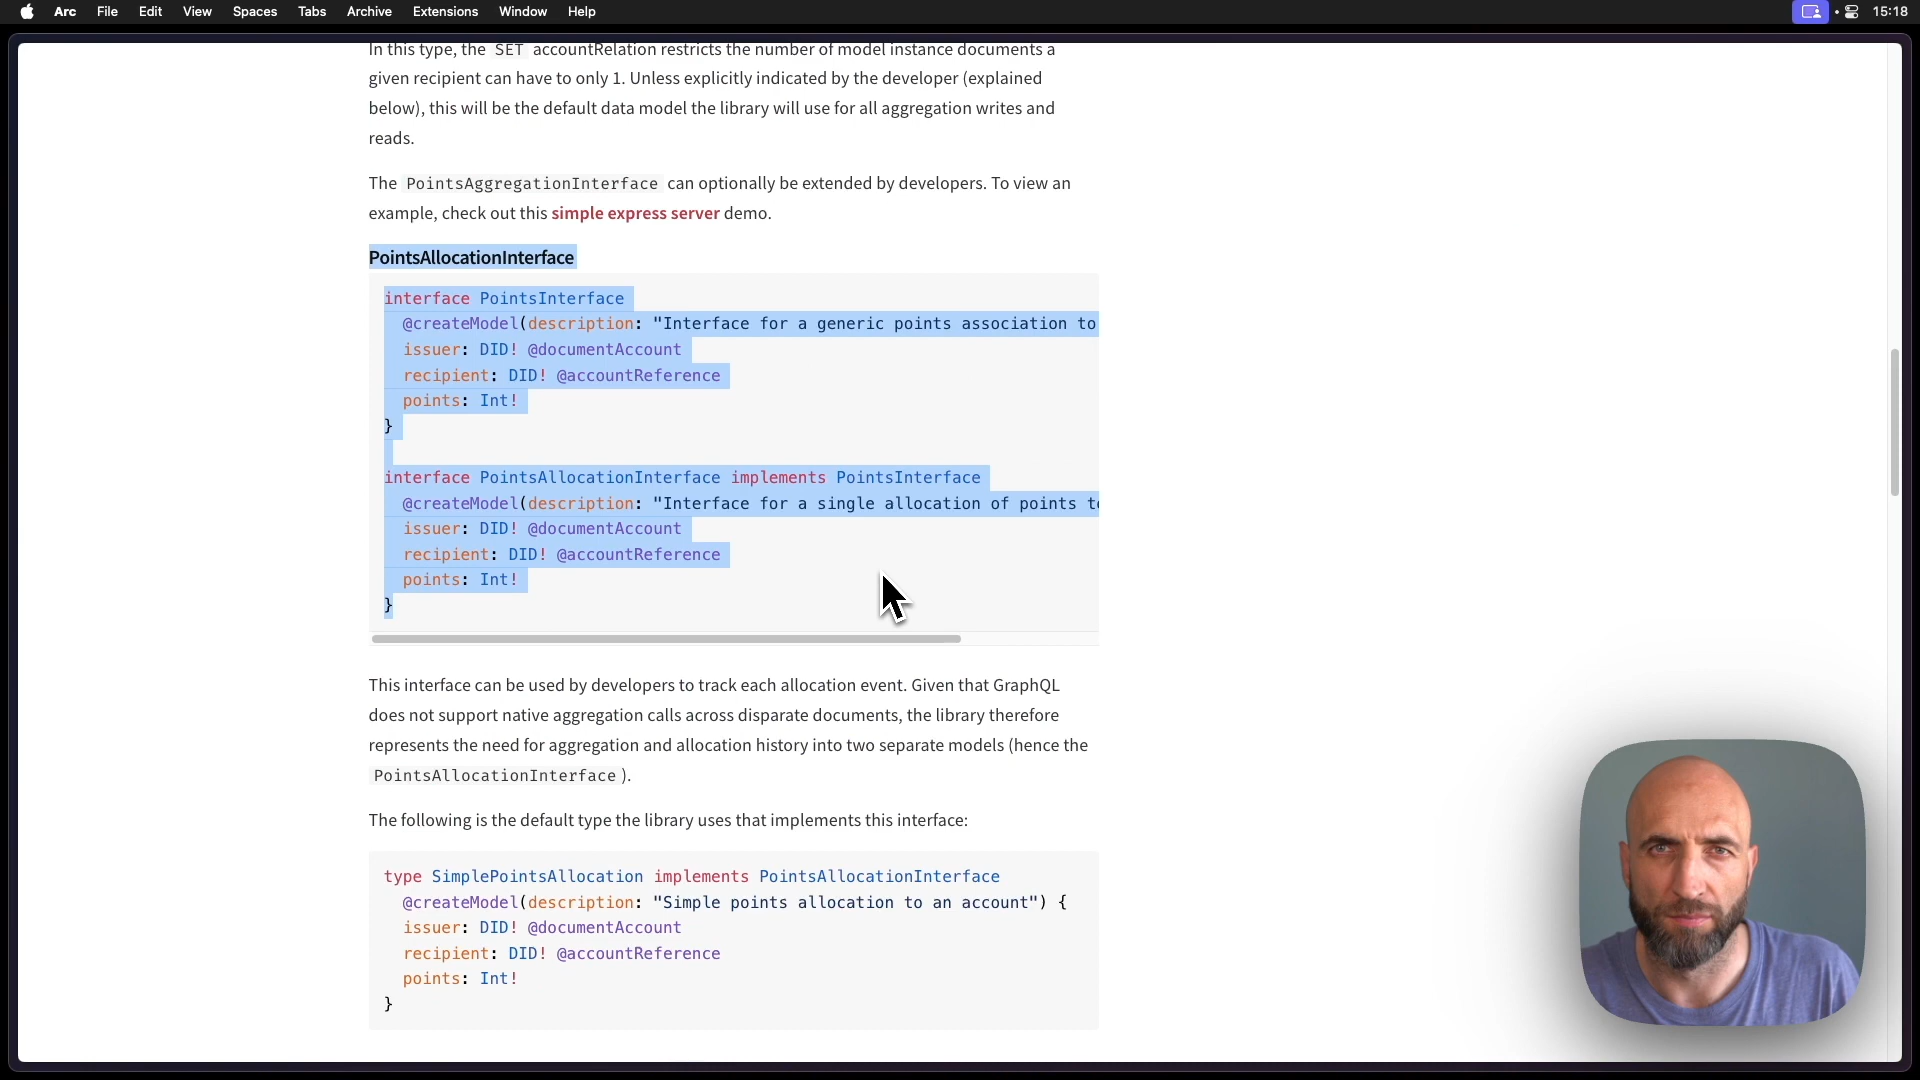 Arc File Edit View Spaces Tabs Archive Extensions Window Help 15:18
In this type, the SET accountRelation restricts the number of model instance documents a
given recipient can have to only 1. Unless explicitly indicated by the developer (explained
below), this will be the default data model the library will use for all aggregation writes and
reads.
The PointsAggregationInterface can optionally be extended by developers. To view an
example, check out this simple express server demo.
PointsAllocationInterface
interface PointsInterface
@createModel(description: "Interface for a generic points association to
issuer: DID! @documentAccount
recipient: DID! @accountReference
points: Int!
}
interface PointsAllocationInterface implements PointsInterface
@createModel(description: "Interface for a single allocation of points to
issuer: DID! @documentAccount
recipient: DID! @accountReference
points: Int!
}
This interface can be used by developers to track each allocation event. Given that GraphQL
does not support native aggregation calls across disparate documents, the library therefore
represents the need for aggregation and allocation history into two separate models (hence the
PointsAllocationInterface ).
The following is the default type the library uses that implements this interface:
type SimplePointsAllocation implements PointsAllocationInterface
@createModel(description: "Simple points allocation to an account") {
issuer: DID! @documentAccount
recipient: DID! @accountReference
points: Int!
}